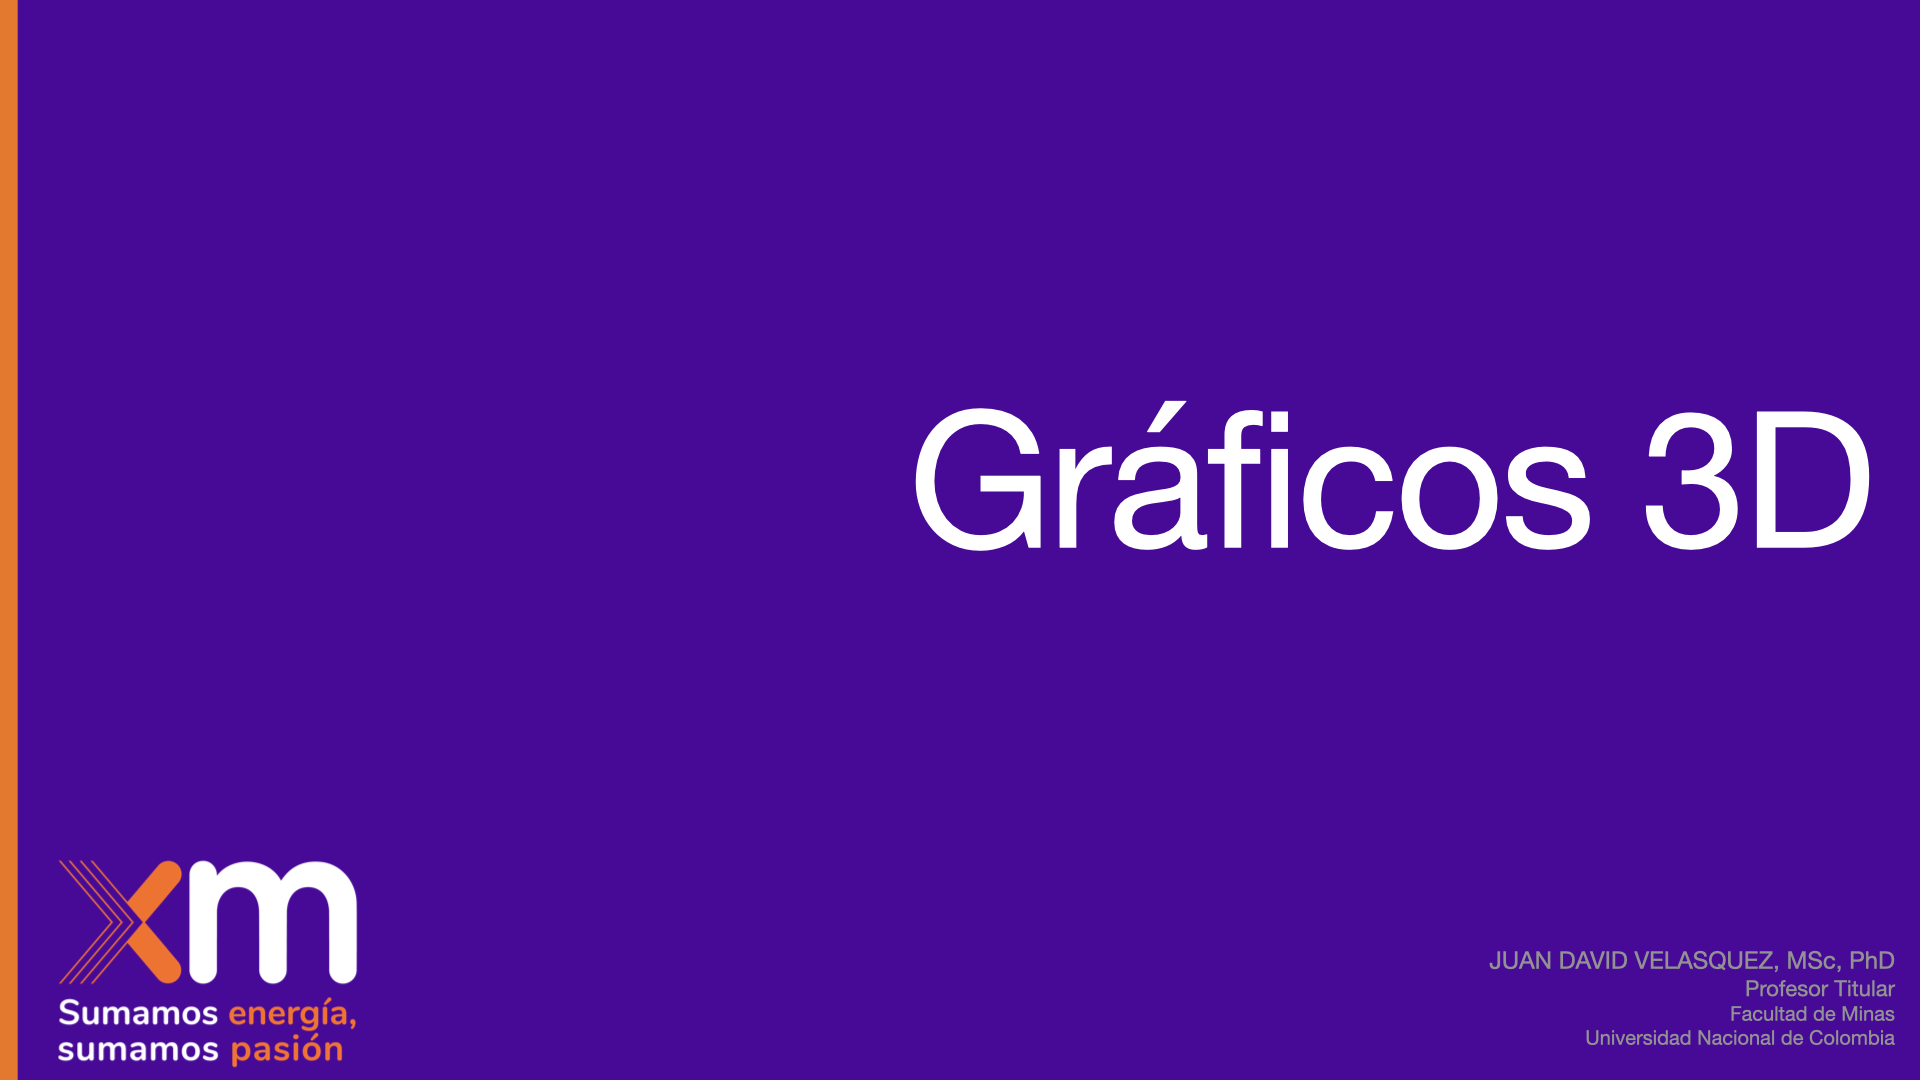 Gráficos 3D
xm
Sumamos energía,
sumamos pasión
JUAN DAVID VELASQUEZ, MSc, PhD
Profesor Titular
Facultad de Minas
Universidad Nacional de Colombia